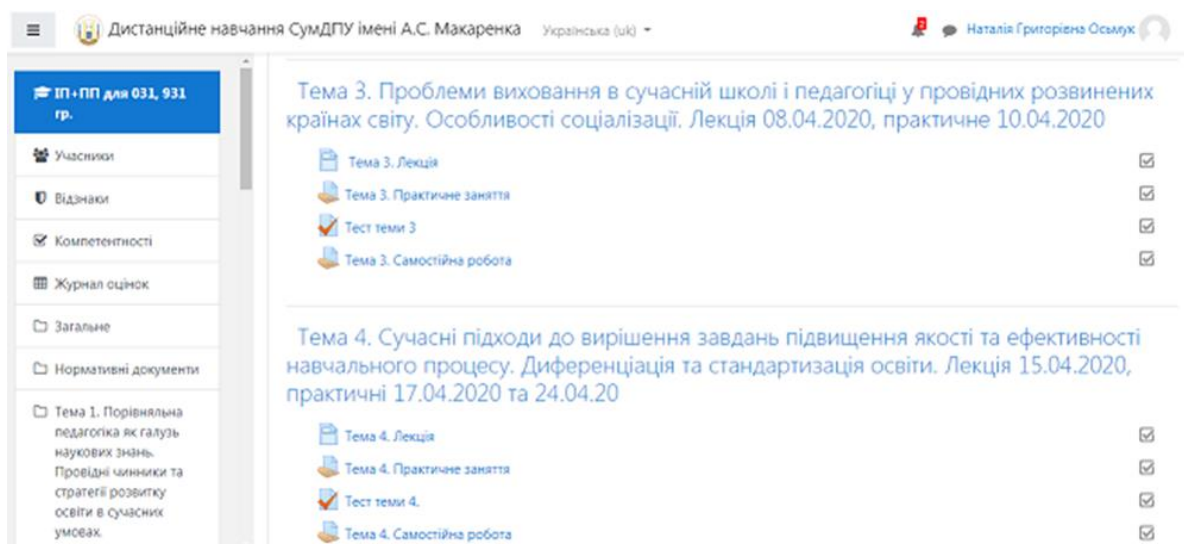 Дистанційне навчання СумДПУ імені А.С. Макаренка Українська (uk)
2
Наталія Григорівна Осьмук
ІП+ПП для 031, 931
гр.
Учасники
Відзнаки
Компетентності
Журнал оцінок
Загальне
Нормативні документи
Тема 1. Порівняльна
педагогіка як галузь
наукових знань.
Провідні чинники та
стратегії розвитку
освіти в сучасних
умовах.
Тема 3. Проблеми виховання в сучасній школі і педагогіці у провідних розвинених
країнах світу. Особливості соціалізації. Лекція 08.04.2020, практичне 10.04.2020
Тема 3. Лекція
Тема 3. Практичне заняття
Тест теми 3
Тема 3. Самостійна робота
Тема 4. Сучасні підходи до вирішення завдань підвищення якості та ефективності
навчального процесу. Диференціація та стандартизація освіти. Лекція 15.04.2020,
практичні 17.04.2020 та 24.04.20
Тема 4. Лекція
Тема 4. Практичне заняття
Тест теми 4.
Тема 4. Самостійна робота